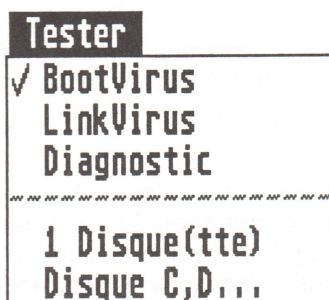 Tester
✓ BootVirus
LinkVirus
Diagnostic
1 Disque(tte)
Disque C,D...